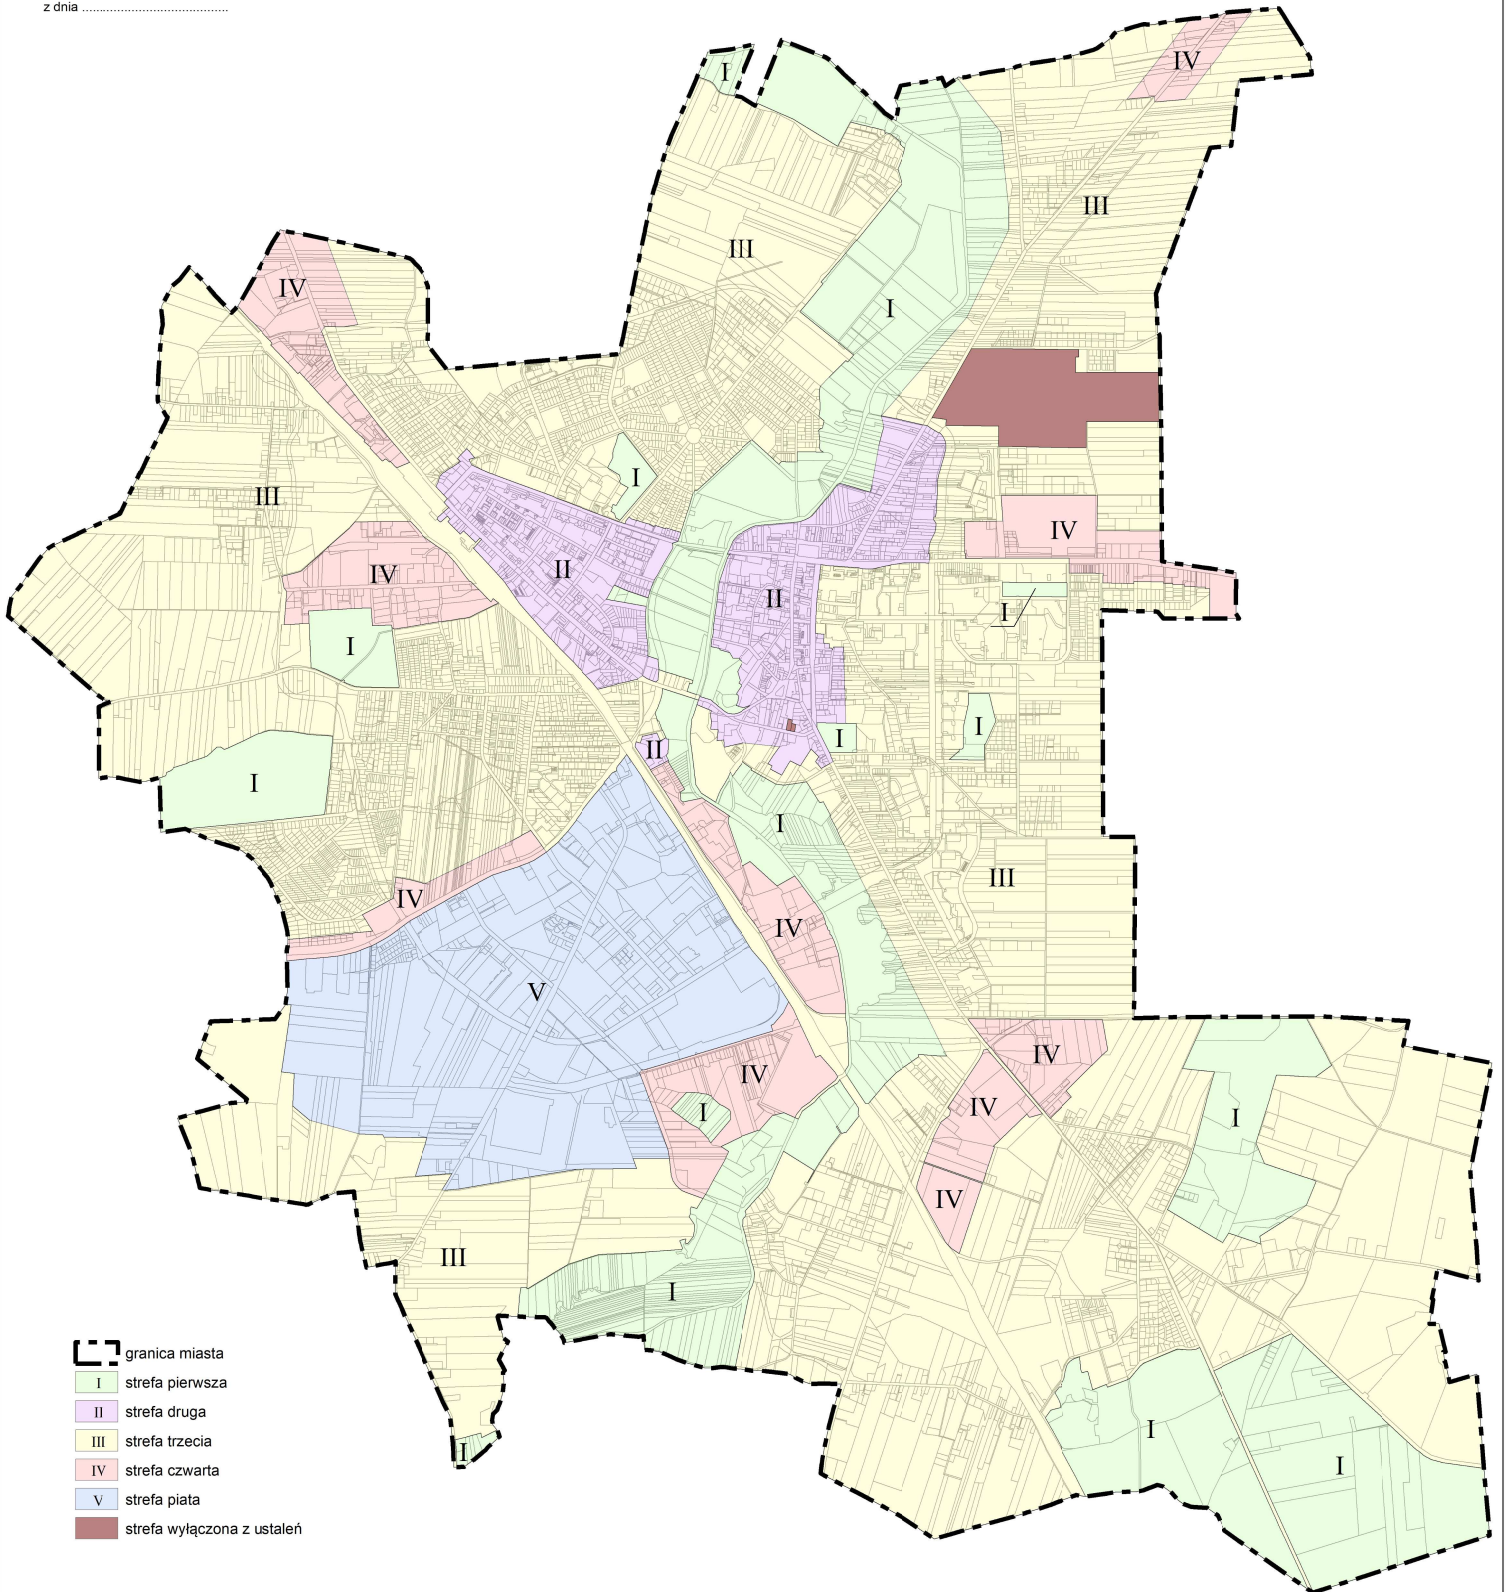 z dnia ......................................
I
IV
III
III
IV
I
III
I
IV
II
IV
II
I
I
I
I
II
I
I
IV
III
IV
V
IV
IV
I
IV
I
IV
III
I
I
I
I
granica miasta
I strefa pierwsza
II strefa druga
III strefa trzecia
IV strefa czwarta
V strefa piata
strefa wyłączona z ustaleń